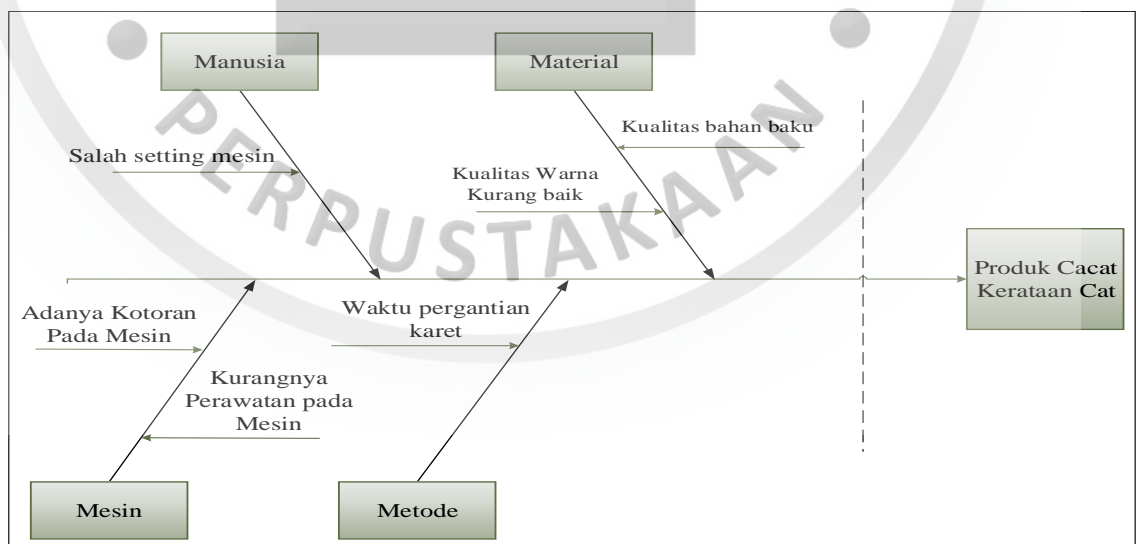 Manusia
Material
PERPUSTAKAAN
Kualitas bahan baku
Salah setting mesin
Kualitas Warna
Kurang baik
Produk Cacat
Kerataan Cat
Adanya Kotoran
Pada Mesin
Waktu pergantian
karet
Kurangnya
Perawatan pada
Mesin
Mesin
Metode